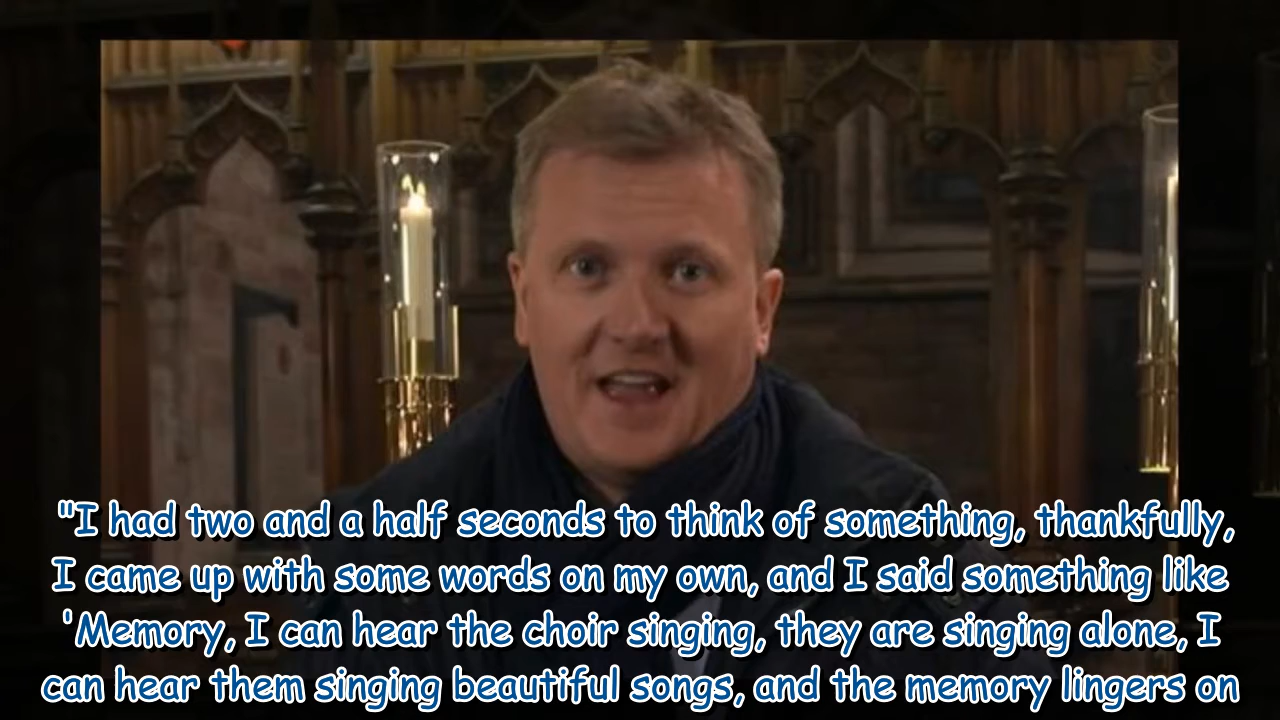 "I had two and a half seconds to think of something, thankfully,
I came up with some words on my own, and I said something like
'Memory, I can hear the choir singing, they are singing alone, I
can hear them singing beautiful songs, and the memory lingers on